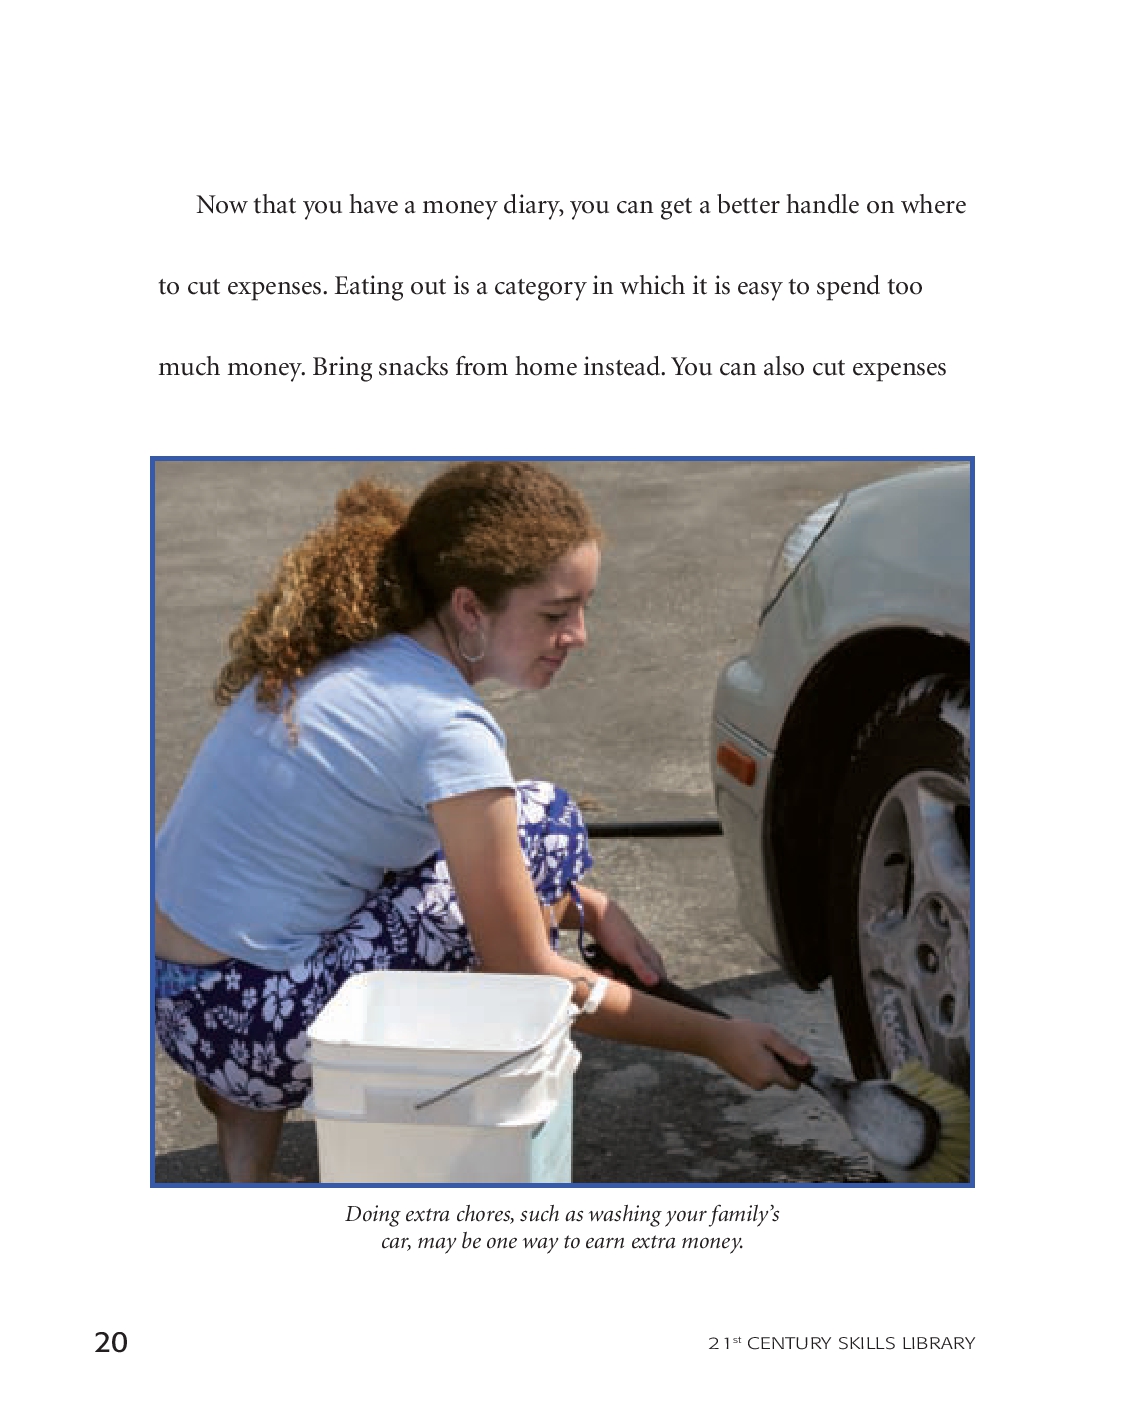 Now that you have a money diary, you can get a better handle on where
to cut expenses. Eating out is a category in which it is easy to spend too
much money. Bring snacks from home instead. You can also cut expenses
Doing extra chores, such as washing your family’s
car, may be one way to earn extra money.
20
21st CENTURY SKILLS LIBRARY